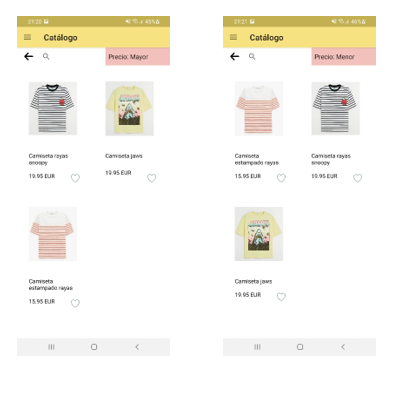 21:20 45%
Catálogo
Precio: Mayor
Camiseta rayas
snoopy
19.95 EUR
Camiseta jaws
19.95 EUR
Camiseta
estampado rayas
15.95 EUR
21:21 46%
Catálogo
Precio: Menor
Camiseta
estampado rayas
15.95 EUR
Camiseta rayas
snoopy
19.95 EUR
Camiseta jaws
19.95 EUR